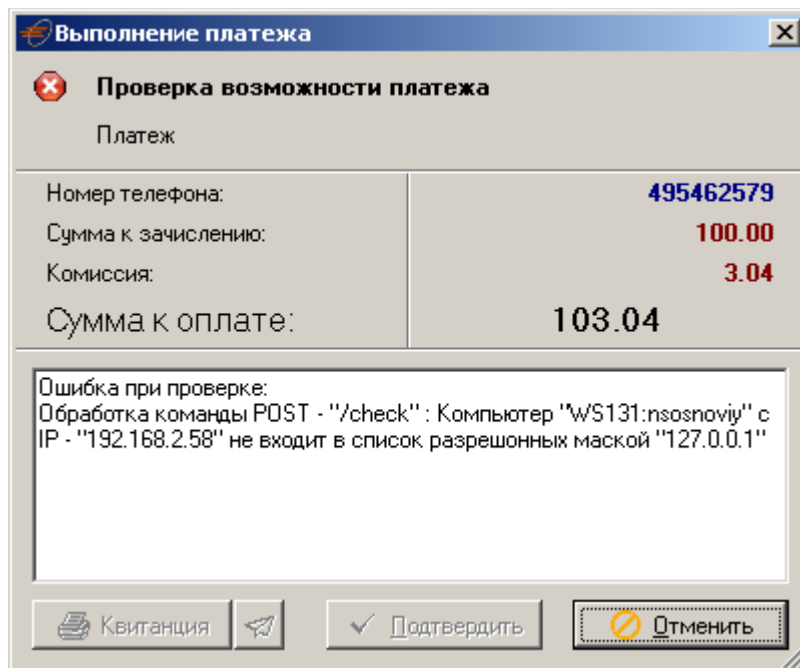 Выполнение платежа
Проверка возможности платежа
Платеж
Номер телефона: 495462579
Сумма к зачислению: 100.00
Комиссия: 3.04
Сумма к оплате: 103.04
Ошибка при проверке:
Обработка команды POST - "/check" : Компьютер "WS131:nsosnoviy" с
IP - "192.168.2.58" не входит в список разрешонных маской "127.0.0.1"
Квитанция Подтвердить Отменить